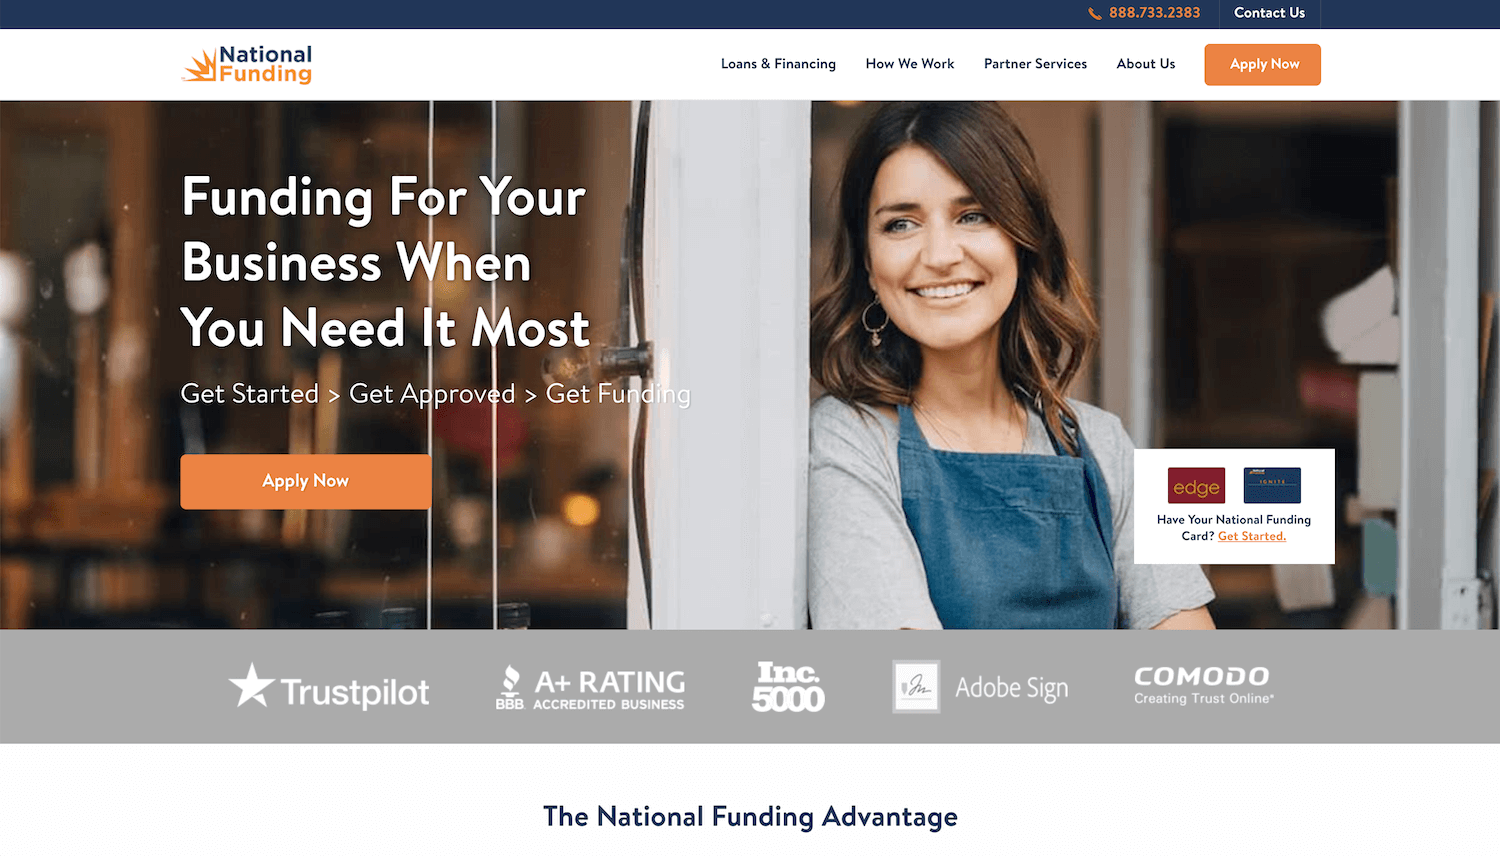 888.733.2383
Contact Us
National
Funding
Loans & Financing
How We Work
Partner Services
About Us
Apply Now
Funding For Your
Business When
You Need It Most
Get Started > Get Approved > Get Funding
Apply Now
edge
IGNITE
Have Your National Funding
Card? Get Started.
Trustpilot
BBB
A+ RATING
ACCREDITED BUSINESS
Inc.
5000
Adobe Sign
COMODO
Creating Trust Online®
The National Funding Advantage